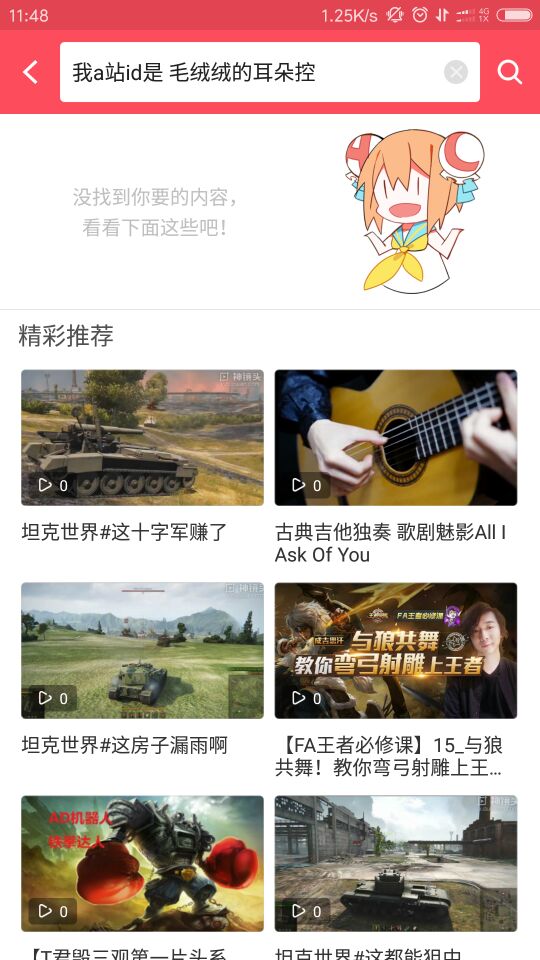 11:48
1.25K/s
4G
1X
我a站id是 毛绒绒的耳朵控
没找到你要的内容，
看看下面这些吧！
精彩推荐
神镜头
0
0
坦克世界#这十字军赚了
古典吉他独奏 歌剧魅影All I
Ask Of You
神镜头
FA王者必修课
成吉思汗
与狼共舞
教你弯弓射雕上王者
0
0
坦克世界#这房子漏雨啊
【FA王者必修课】15_与狼
共舞！教你弯弓射雕上王...
AD机器人
铁拳达人
神镜头
0
0
【T君毁三观第一片头系
坦克世界#这都能狙中